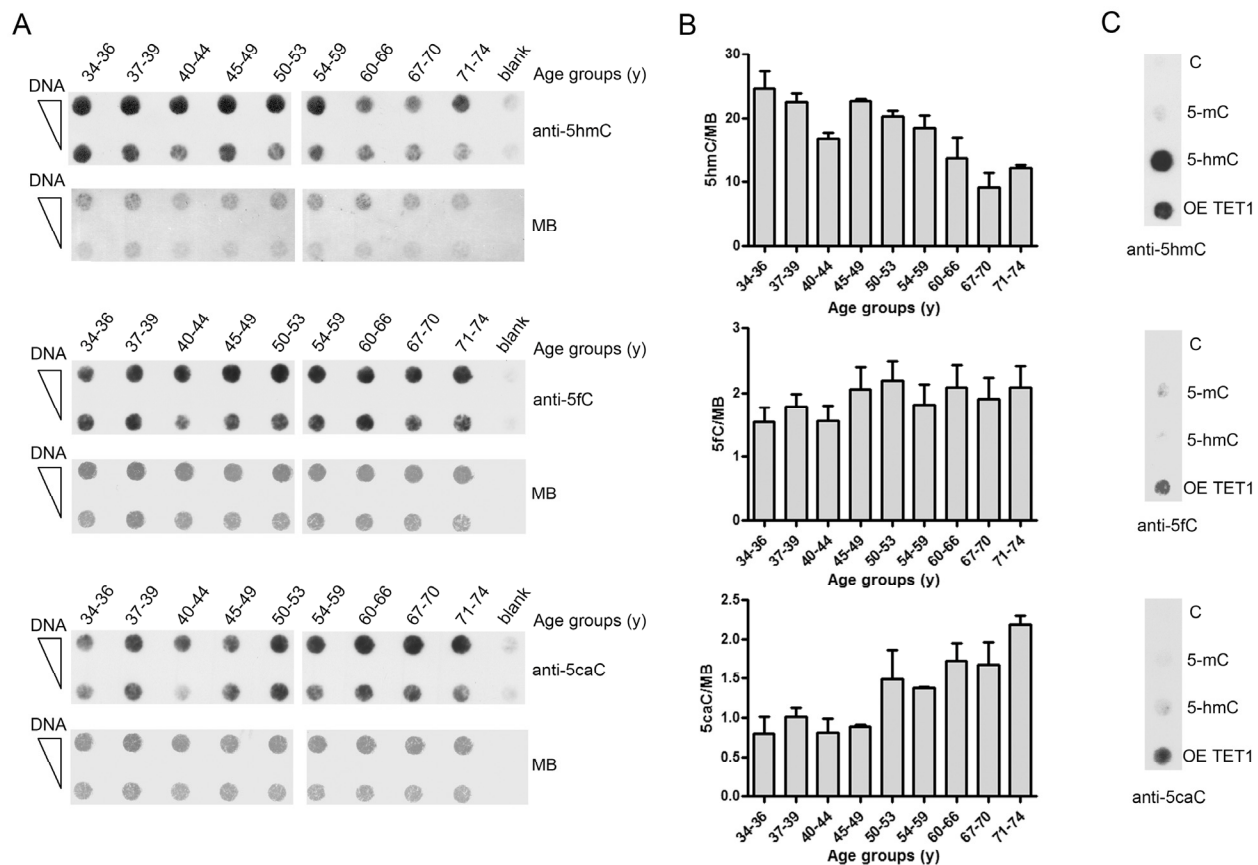 A
34-36 37-39 40-44 45-49 50-53 54-59 60-66 67-70 71-74 blank
Age groups (y)
DNA
anti-5hmC
DNA
MB
34-36 37-39 40-44 45-49 50-53 54-59 60-66 67-70 71-74 blank
Age groups (y)
DNA
anti-5fC
DNA
MB
34-36 37-39 40-44 45-49 50-53 54-59 60-66 67-70 71-74 blank
Age groups (y)
DNA
anti-5caC
DNA
MB
B
5hmC/MB
30
20
10
0
34-36 37-39 40-44 45-49 50-53 54-59 60-66 67-70 71-74
Age groups (y)
5fC/MB
3
2
1
0
34-36 37-39 40-44 45-49 50-53 54-59 60-66 67-70 71-74
Age groups (y)
5caC/MB
2.5
2.0
1.5
1.0
0.5
0.0
34-36 37-39 40-44 45-49 50-53 54-59 60-66 67-70 71-74
Age groups (y)
C
C
5-mC
5-hmC
OE TET1
anti-5hmC
C
5-mC
5-hmC
OE TET1
anti-5fC
C
5-mC
5-hmC
OE TET1
anti-5caC